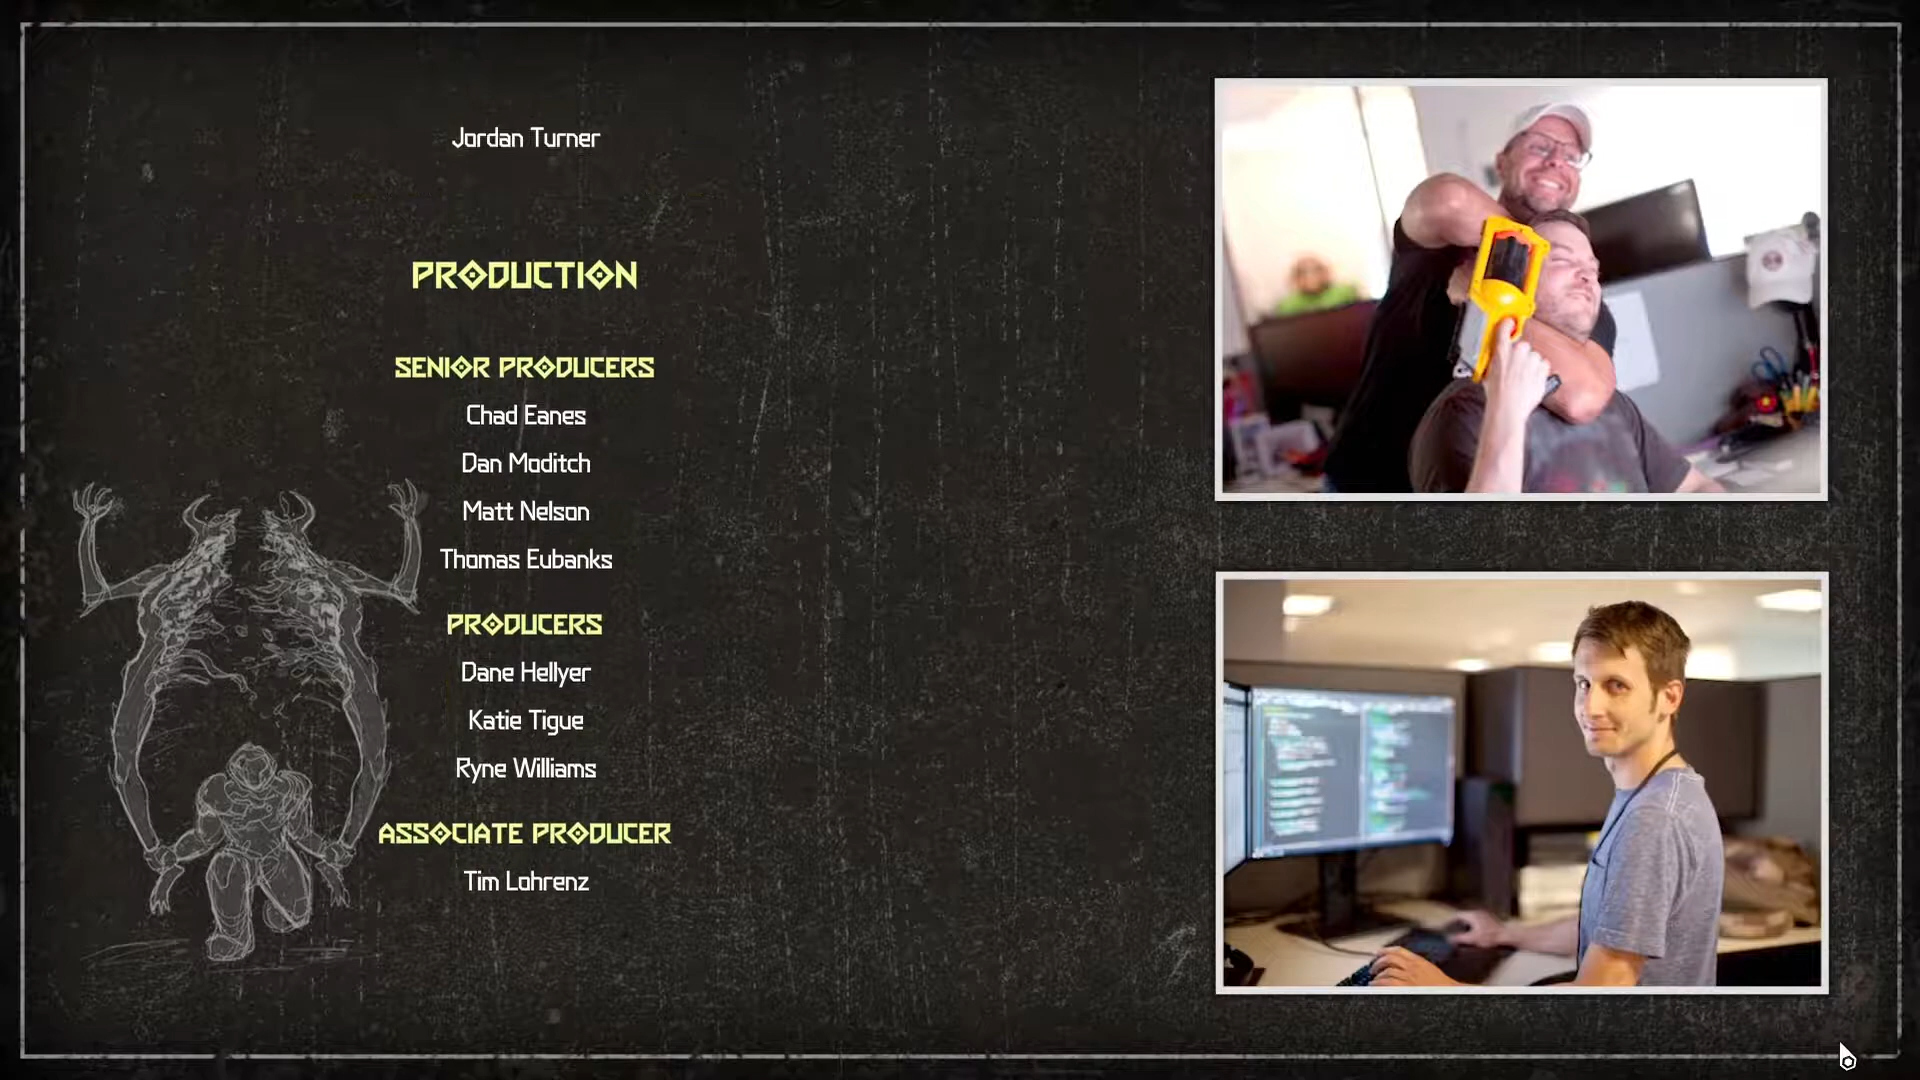 Jordan Turner
PRODUCTION
SENIOR PRODUCERS
Chad Eanes
Dan Moditch
Matt Nelson
Thomas Eubanks
PRODUCERS
Dane Hellyer
Katie Tigue
Ryne Williams
ASSOCIATE PRODUCER
Tim Lohrenz